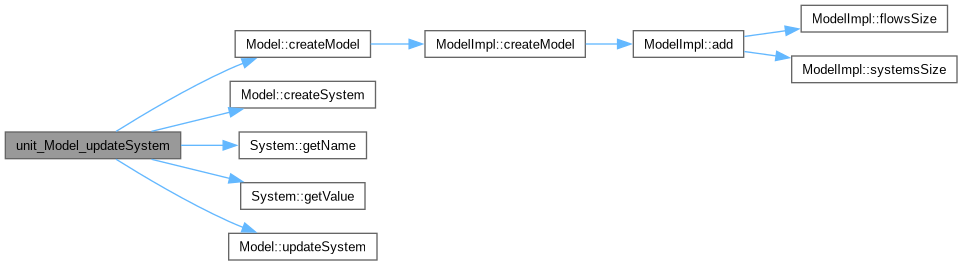 unit_Model_updateSystem
Model::createModel
ModelImpl::createModel
ModelImpl::add
ModelImpl::flowsSize
ModelImpl::systemsSize
Model::createSystem
System::getName
System::getValue
Model::updateSystem